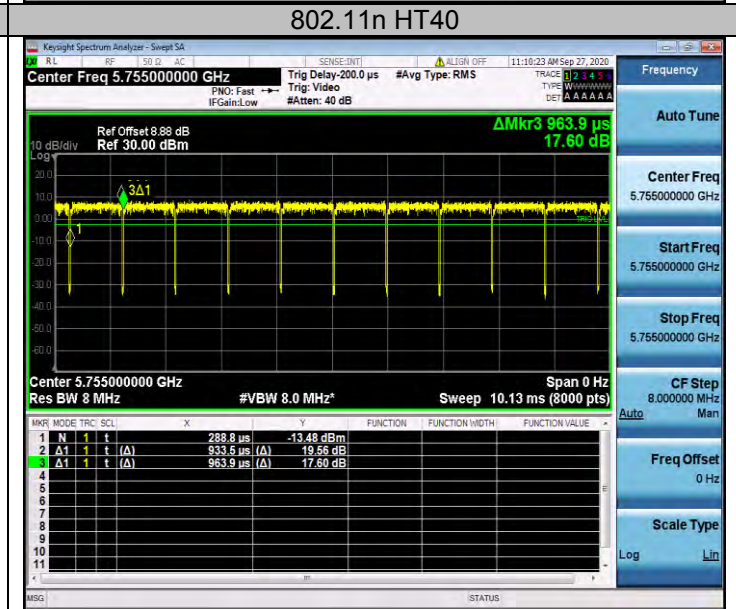 802.11n HT40
Keysight Spectrum Analyzer - Swept SA
RL RF 50 Ω AC SENSE:INT ALIGN OFF 11:10:23 AM Sep 27, 2020
Center Freq 5.755000000 GHz Trig Delay-200.0 µs #Avg Type: RMS TRACE 1 2 3 4 5 6
PNO: Fast Trig: Video TYPE W
IFGain:Low #Atten: 40 dB DET A A A A A A
Ref Offset 8.88 dB ΔMkr3 963.9 µs
10 dB/div Ref 30.00 dBm 17.60 dB
Log
20.0
10.0
0.00
-10.0
-20.0
-30.0
-40.0
-50.0
-60.0
3Δ1
1
Center 5.755000000 GHz Span 0 Hz
Res BW 8 MHz #VBW 8.0 MHz* Sweep 10.13 ms (8000 pts)
MKR MODE TRC SCL X Y FUNCTION FUNCTION WIDTH FUNCTION VALUE
1 N 1 t 288.8 µs -13.48 dBm
2 Δ1 1 t (Δ) 933.5 µs (Δ) 19.56 dB
3 Δ1 1 t (Δ) 963.9 µs (Δ) 17.60 dB
4
5
6
7
8
9
10
11
MSG STATUS
Frequency
Auto Tune
Center Freq
5.755000000 GHz
Start Freq
5.755000000 GHz
Stop Freq
5.755000000 GHz
CF Step
8.000000 MHz
Auto Man
Freq Offset
0 Hz
Scale Type
Log Lin